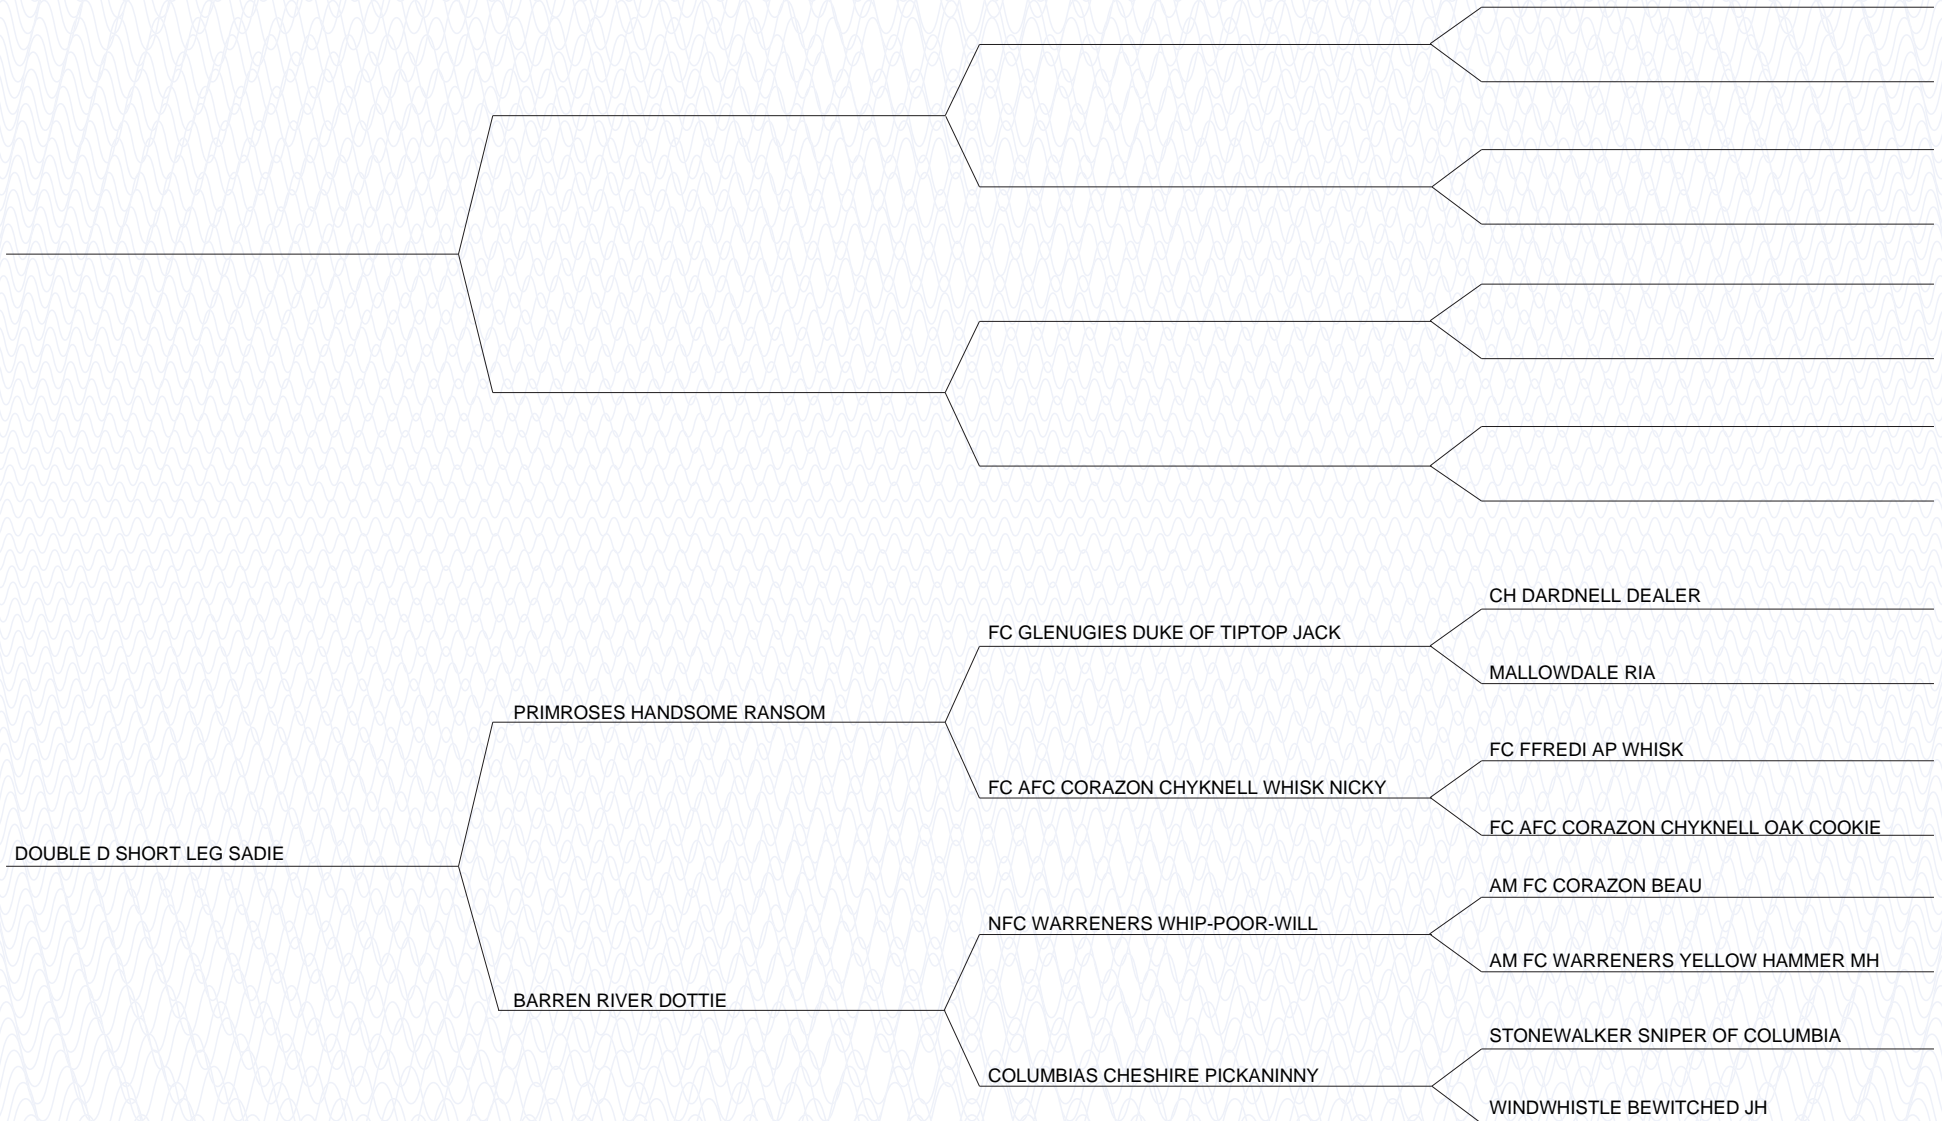 CH DARDNELL DEALER
FC GLENUGIES DUKE OF TIPTOP JACK
MALLOWDALE RIA
PRIMROSES HANDSOME RANSOM
FC FFREDI AP WHISK
FC AFC CORAZON CHYKNELL WHISK NICKY
FC AFC CORAZON CHYKNELL OAK COOKIE
DOUBLE D SHORT LEG SADIE
AM FC CORAZON BEAU
NFC WARRENERS WHIP-POOR-WILL
AM FC WARRENERS YELLOW HAMMER MH
BARREN RIVER DOTTIE
STONEWALKER SNIPER OF COLUMBIA
COLUMBIAS CHESHIRE PICKANINNY
WINDWHISTLE BEWITCHED JH